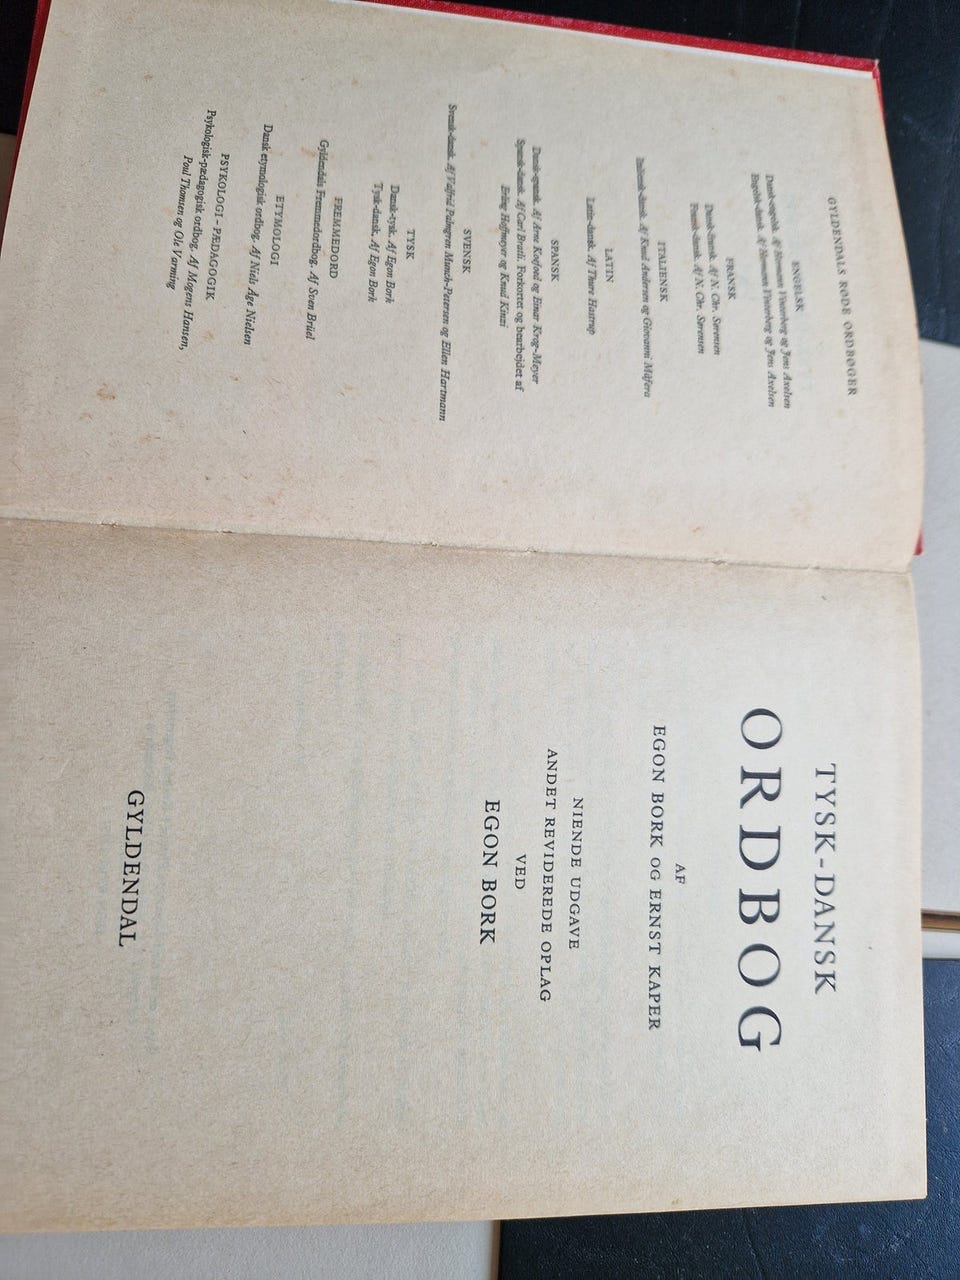 GYLDENDALS RØDE ORDBØGER
ENGELSK
Dansk-engelsk. Af Hermann Vinterberg og Jens Axelsen
Engelsk-dansk. Af Hermann Vinterberg og Jens Axelsen
FRANSK
Dansk-fransk. Af N. Chr. Sørensen
Fransk-dansk. Af N. Chr. Sørensen
ITALIENSK
Italiensk-dansk. Af Knud Andersen og Giovanni Màfera
LATIN
Latin-dansk. Af Thure Hastrup
SPANSK
Dansk-spansk. Af Arne Koefoed og Einar Krog-Meyer
Spansk-dansk. Af Carl Bratli. Forkortet og bearbejdet af
Erling Hoffmeyer og Knud Kinzi
SVENSK
Svensk-dansk. Af Valfrid Palmgren Munch-Petersen og Ellen Hartmann
TYSK
Dansk-tysk. Af Egon Bork
Tysk-dansk. Af Egon Bork
FREMMEDORD
Gyldendals Fremmedordbog. Af Sven Brüel
ETYMOLOGI
Dansk etymologisk ordbog. Af Niels Åge Nielsen
PSYKOLOGI - PÆDAGOGIK
Psykologisk-pædagogisk ordbog. Af Mogens Hansen,
Poul Thomsen og Ole Varming
TYSK-DANSK
ORDBOG
AF
EGON BORK OG ERNST KAPER
NIENDE UDGAVE
ANDET REVIDEREDE OPLAG
VED
EGON BORK
GYLDENDAL